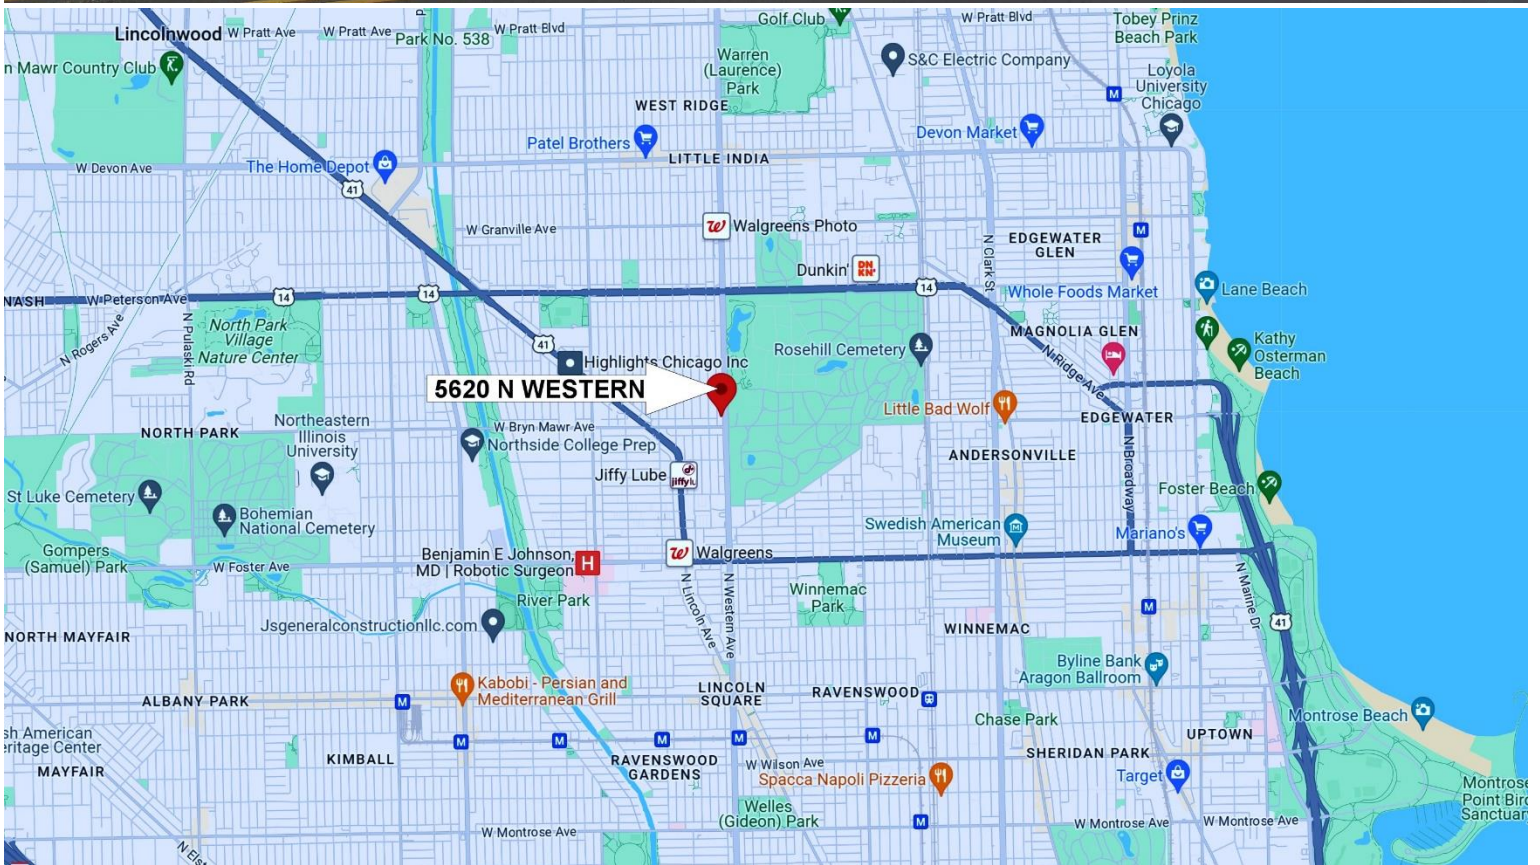 Golf Club
W Pratt Blvd
Tobey Prinz
Beach Park
Lincolnwood
W Pratt Ave
W Pratt Ave
Park No. 538
W Pratt Blvd
n Mawr Country Club
Warren
(Laurence)
Park
S&C Electric Company
Loyola
University
Chicago
M
WEST RIDGE
Patel Brothers
Devon Market
LITTLE INDIA
W Devon Ave
The Home Depot
41
W Granville Ave
Walgreens Photo
N Clark St
EDGEWATER
GLEN
M
Dunkin'
DN
KN'
Whole Foods Market
Lane Beach
NASH
W Peterson Ave
14
14
14
N Rogers Ave
N Pulaski Rd
North Park
Village
Nature Center
41
Highlights Chicago Inc
Rosehill Cemetery
MAGNOLIA GLEN
N Ridge Ave
Kathy
Osterman
Beach
5620 N WESTERN
Little Bad Wolf
EDGEWATER
NORTH PARK
Northeastern
Illinois
University
W Bryn Mawr Ave
Northside College Prep
ANDERSONVILLE
N Broadway
Jiffy Lube
jiffylu
St Luke Cemetery
Bohemian
National Cemetery
Foster Beach
Swedish American
Museum
Mariano's
Gompers
(Samuel) Park
W Foster Ave
Benjamin E Johnson,
MD | Robotic Surgeon
H
Walgreens
River Park
N Lincoln Ave
N Western Ave
Winnemac
Park
M
N Marine Dr
41
Jsgeneralconstructionllc.com
NORTH MAYFAIR
WINNEMAC
Byline Bank
Aragon Ballroom
ALBANY PARK
M
Kabobi - Persian and
Mediterranean Grill
LINCOLN
SQUARE
RAVENSWOOD
Chase Park
Montrose Beach
sh American
eritage Center
MAYFAIR
KIMBALL
M
M
M
M
M
RAVENSWOOD
GARDENS
W Wilson Ave
Spacca Napoli Pizzeria
SHERIDAN PARK
UPTOWN
Target
Montrose
Point Bird
Sanctuar
Welles
(Gideon) Park
M
W Montrose Ave
W Montrose Ave
W Montrose Ave
N Els